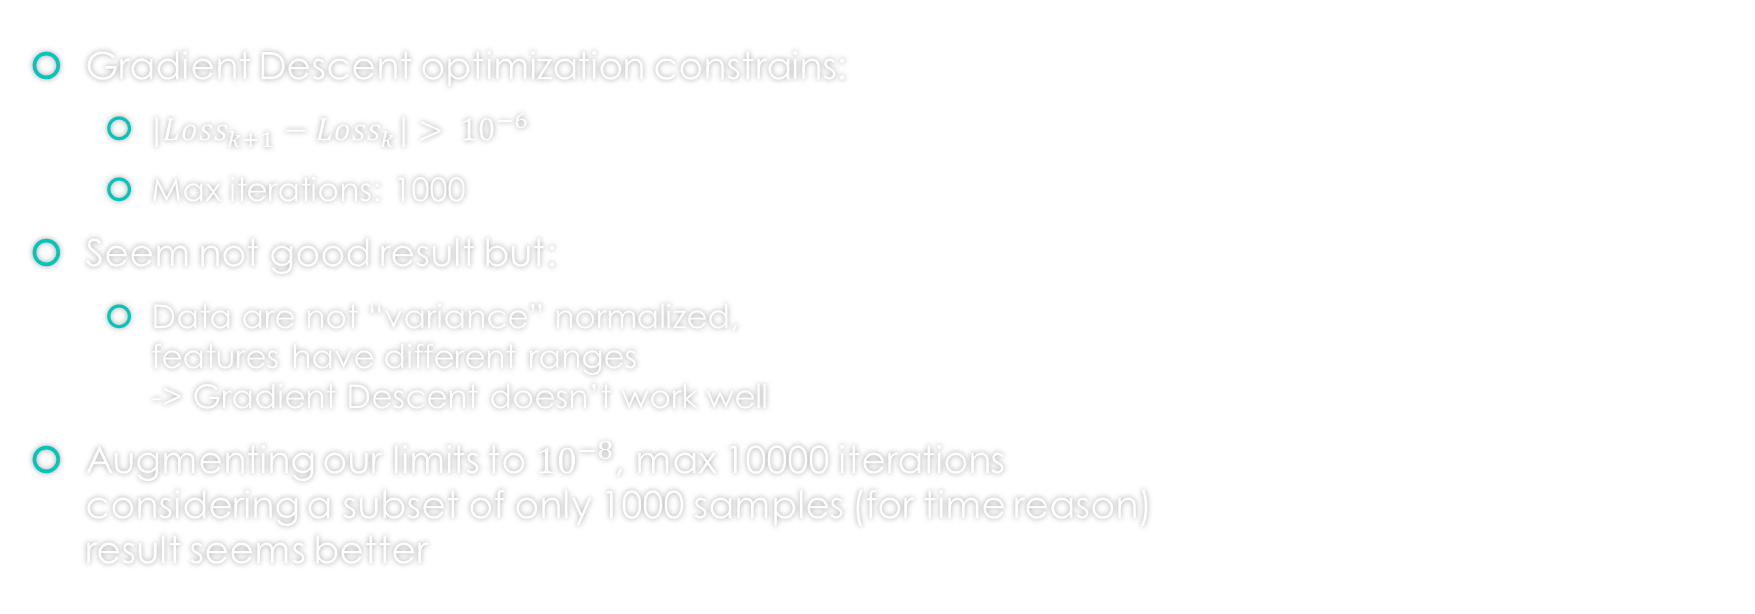 Gradient Descent optimization constrains:
|Loss_{k+1} − Loss_k| > 10^{−6}
Max iterations: 1000
Seem not good result but:
Data are not "variance" normalized,
features have different ranges
-> Gradient Descent doesn't work well
Augmenting our limits to 10^{−8}, max 10000 iterations
considering a subset of only 1000 samples (for time reason)
result seems better